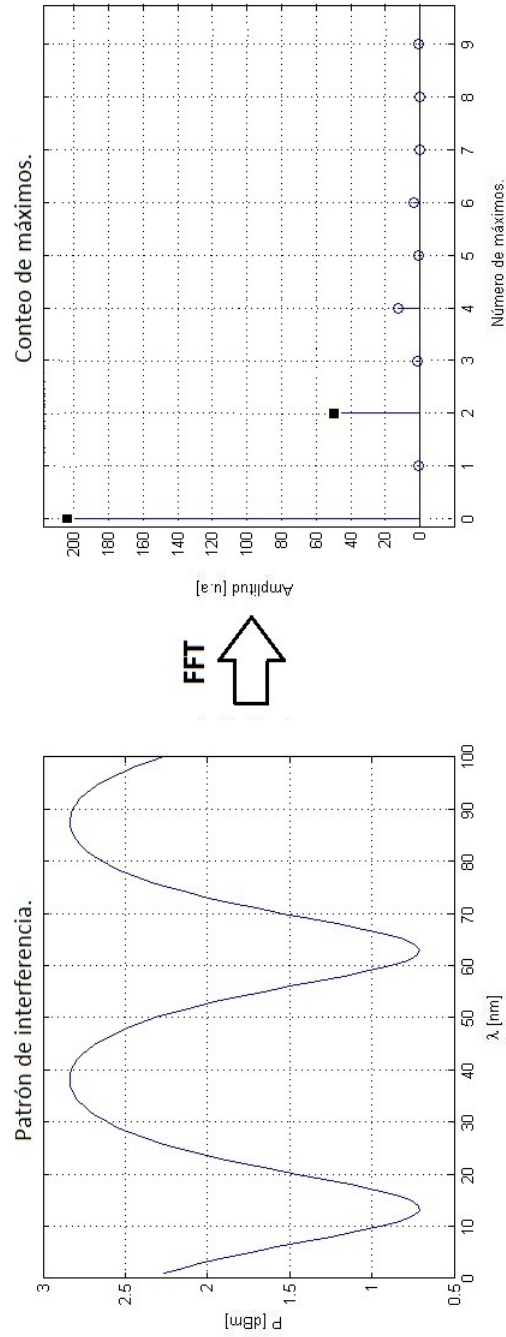 Patrón de interferencia.
3
2.5
2
1.5
1
0.5
P [dBm]
0 10 20 30 40 50 60 70 80 90 100
λ [nm]
FFT
Conteo de máximos.
200
180
160
140
120
100
80
60
40
20
0
Amplitud [u.a]
0 1 2 3 4 5 6 7 8 9
Número de máximos.